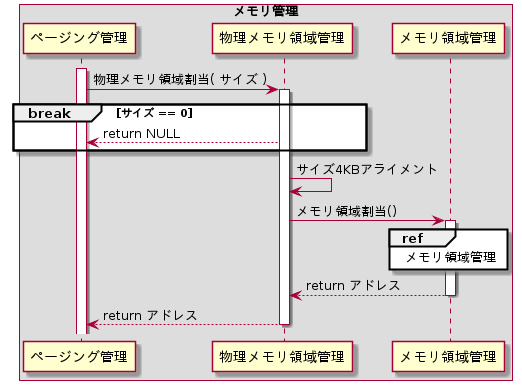 メモリ管理
ページング管理
物理メモリ領域管理
メモリ領域管理
物理メモリ領域割当( サイズ )
break
[サイズ == 0]
return NULL
サイズ4KBアライメント
メモリ領域割当()
ref
メモリ領域管理
return アドレス
return アドレス
ページング管理
物理メモリ領域管理
メモリ領域管理